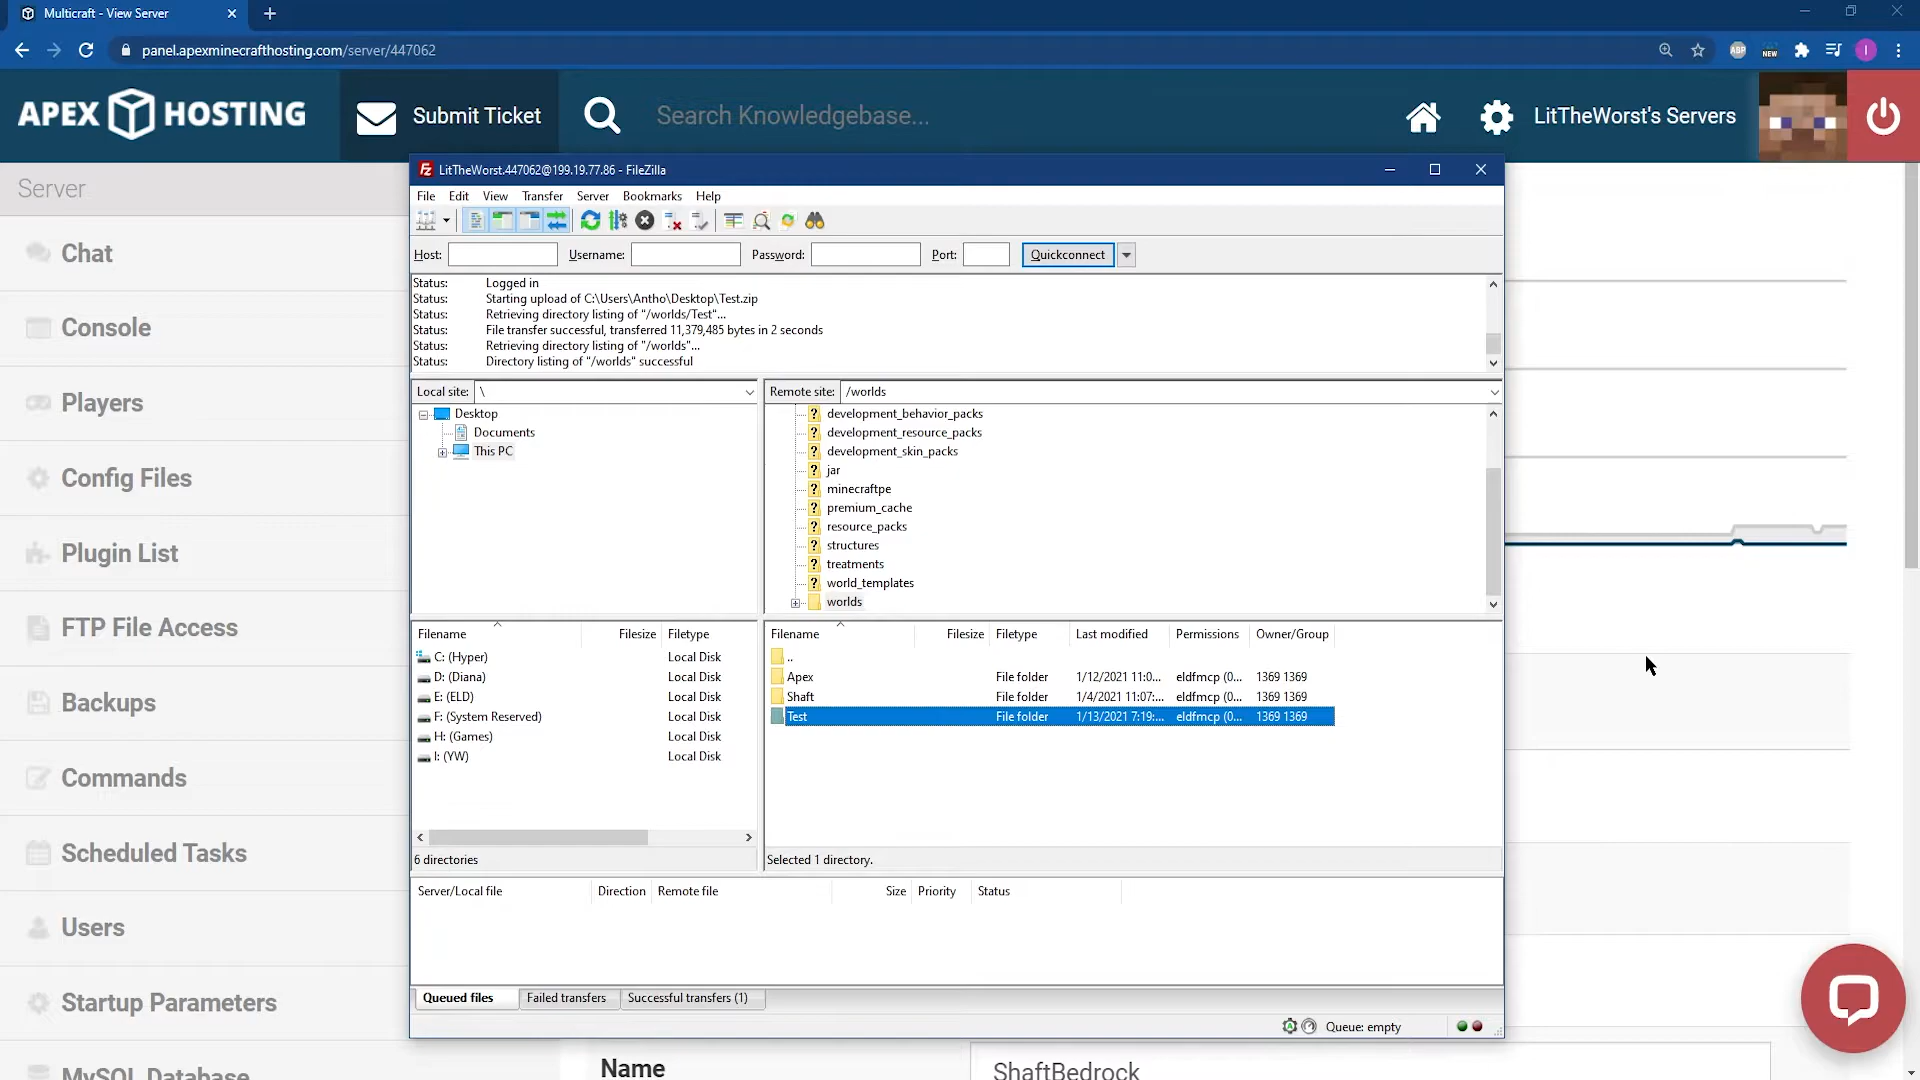 Multicraft - View Server
panel.apexminecrafthosting.com/server/447062
ABP
NEW
I
APEX HOSTING
Submit Ticket
Search Knowledgebase...
LitTheWorst's Servers
Server
Chat
Console
Players
Config Files
Plugin List
FTP File Access
Backups
Commands
Scheduled Tasks
Users
Startup Parameters
MySQL Database
LitTheWorst.447062@199.19.77.86 - FileZilla
File Edit View Transfer Server Bookmarks Help
Host: Username: Password: Port: Quickconnect
Status: Logged in
Status: Starting upload of C:\Users\Antho\Desktop\Test.zip
Status: Retrieving directory listing of "/worlds/Test"...
Status: File transfer successful, transferred 11,379,485 bytes in 2 seconds
Status: Retrieving directory listing of "/worlds"...
Status: Directory listing of "/worlds" successful
Local site: \
Desktop
Documents
This PC
Remote site: /worlds
development_behavior_packs
development_resource_packs
development_skin_packs
jar
minecraftpe
premium_cache
resource_packs
structures
treatments
world_templates
worlds
Filename Filesize Filetype
C: (Hyper) Local Disk
D: (Diana) Local Disk
E: (ELD) Local Disk
F: (System Reserved) Local Disk
H: (Games) Local Disk
I: (YW) Local Disk
6 directories
Filename Filesize Filetype Last modified Permissions Owner/Group
..
Apex File folder 1/12/2021 11:0... eldfmcp (0... 1369 1369
Shaft File folder 1/4/2021 11:07:... eldfmcp (0... 1369 1369
Test File folder 1/13/2021 7:19:... eldfmcp (0... 1369 1369
Selected 1 directory.
Server/Local file Direction Remote file Size Priority Status
Queued files Failed transfers Successful transfers (1)
Queue: empty
Name ShaftBedrock